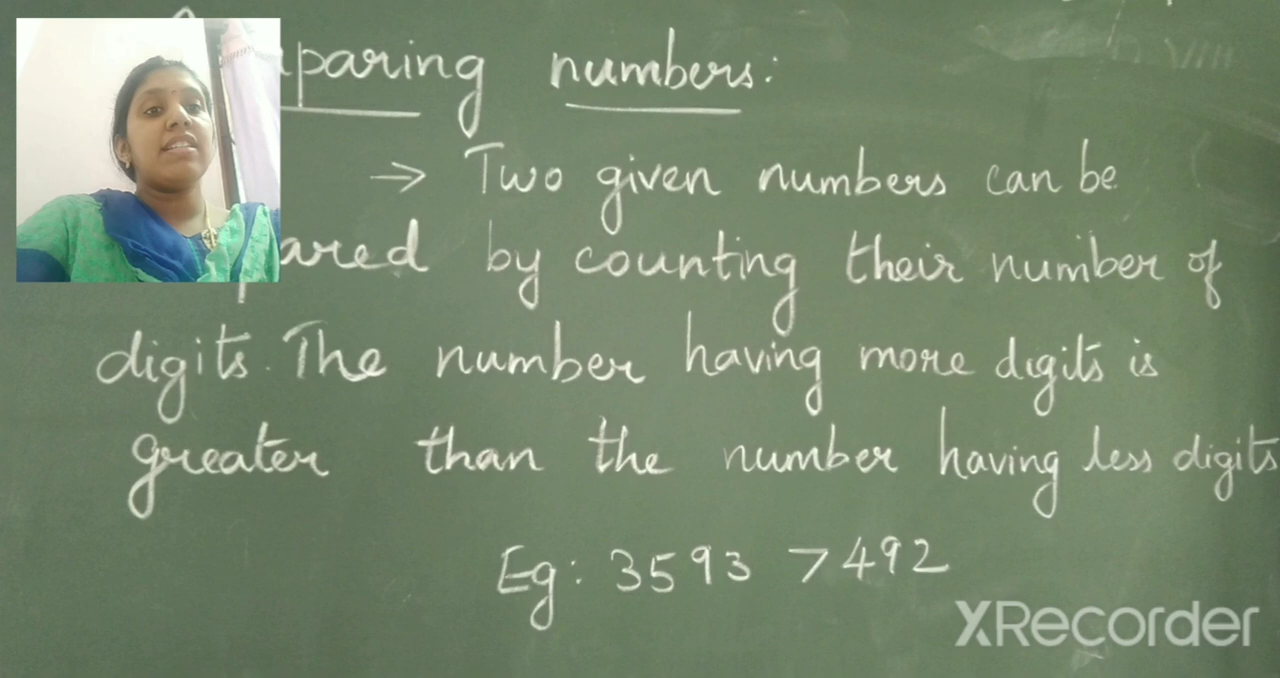 paring numbers:
→ Two given numbers can be
ared by counting their number of
digits. The number having more digits is
greater than the number having less digits
Eg: 3593 > 492
XRecorder